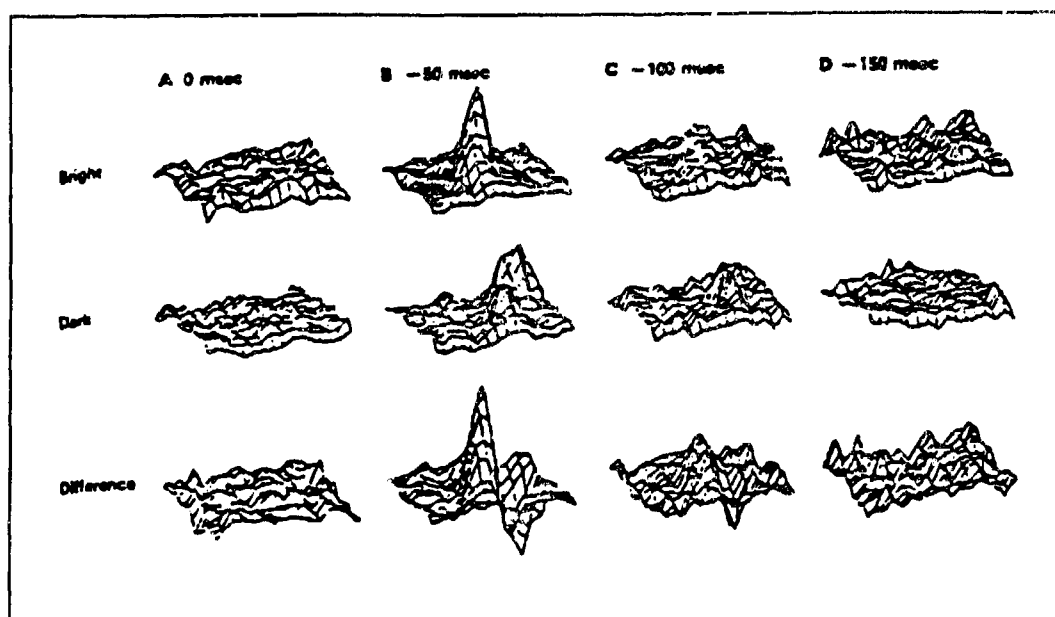 A 0 msec
B −50 msec
C −100 msec
D −150 msec
Bright
Dark
Difference